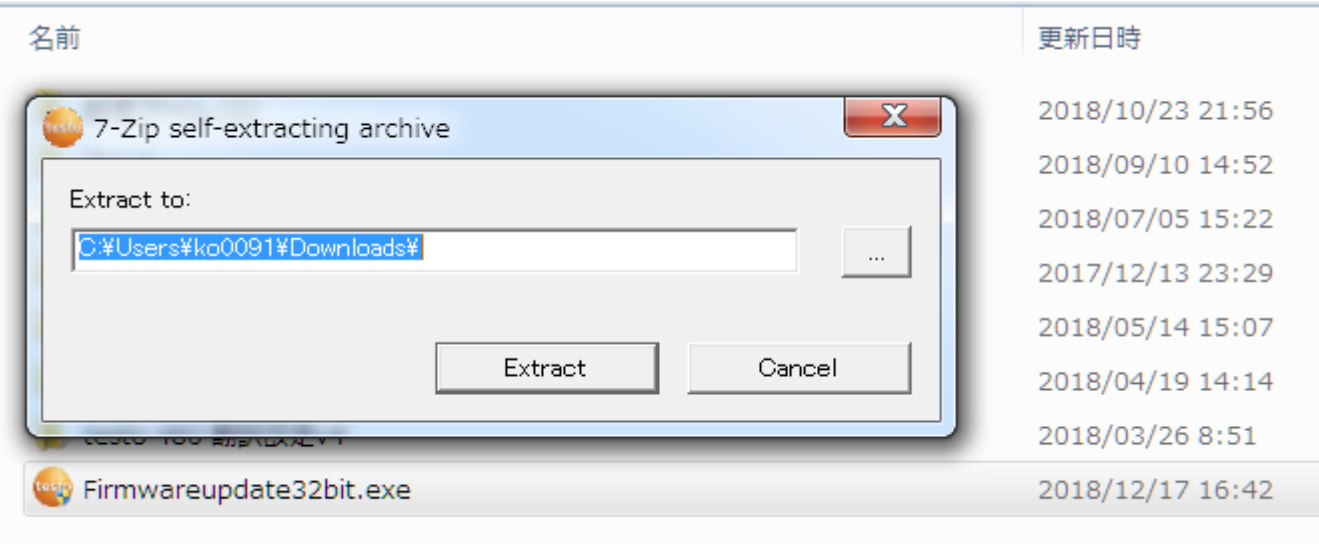 名前 更新日時
7-Zip self-extracting archive
2018/10/23 21:56
2018/09/10 14:52
Extract to:
2018/07/05 15:22
C:¥Users¥ko0091¥Downloads¥
...
2017/12/13 23:29
2018/05/14 15:07
Extract Cancel
2018/04/19 14:14
2018/03/26 8:51
testo Firmwareupdate32bit.exe 2018/12/17 16:42